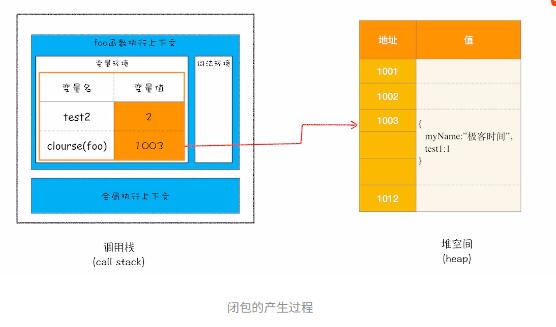 foo函数执行上下文
变量环境
词法环境
变量名 变量值
test2 2
clourse(foo) 1003
全局执行上下文
调用栈
(call stack)
地址 值
1001
1002
1003
{
myName:"极客时间",
test1:1
}
1012
堆空间
(heap)
闭包的产生过程